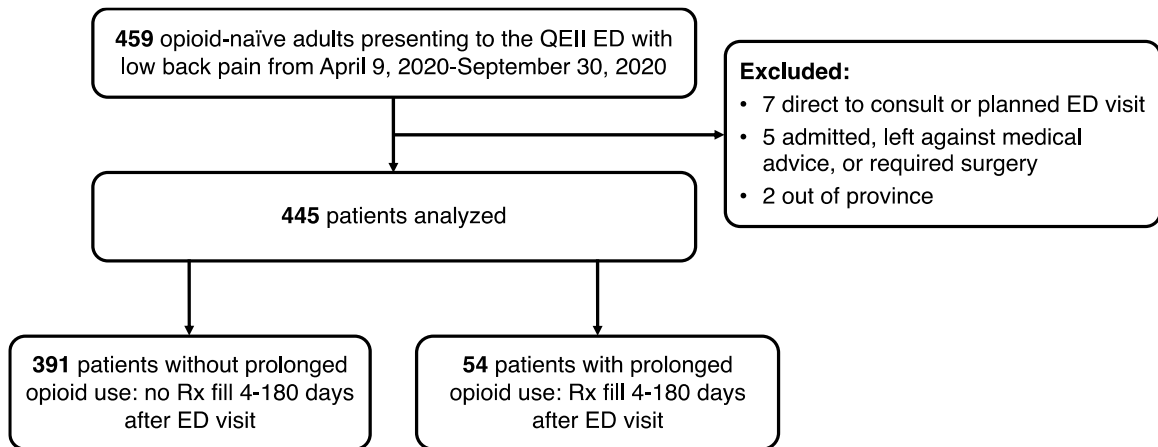 459 opioid-naïve adults presenting to the QEII ED with
low back pain from April 9, 2020-September 30, 2020
Excluded:
• 7 direct to consult or planned ED visit
• 5 admitted, left against medical
advice, or required surgery
• 2 out of province
445 patients analyzed
391 patients without prolonged
opioid use: no Rx fill 4-180 days
after ED visit
54 patients with prolonged
opioid use: Rx fill 4-180 days
after ED visit